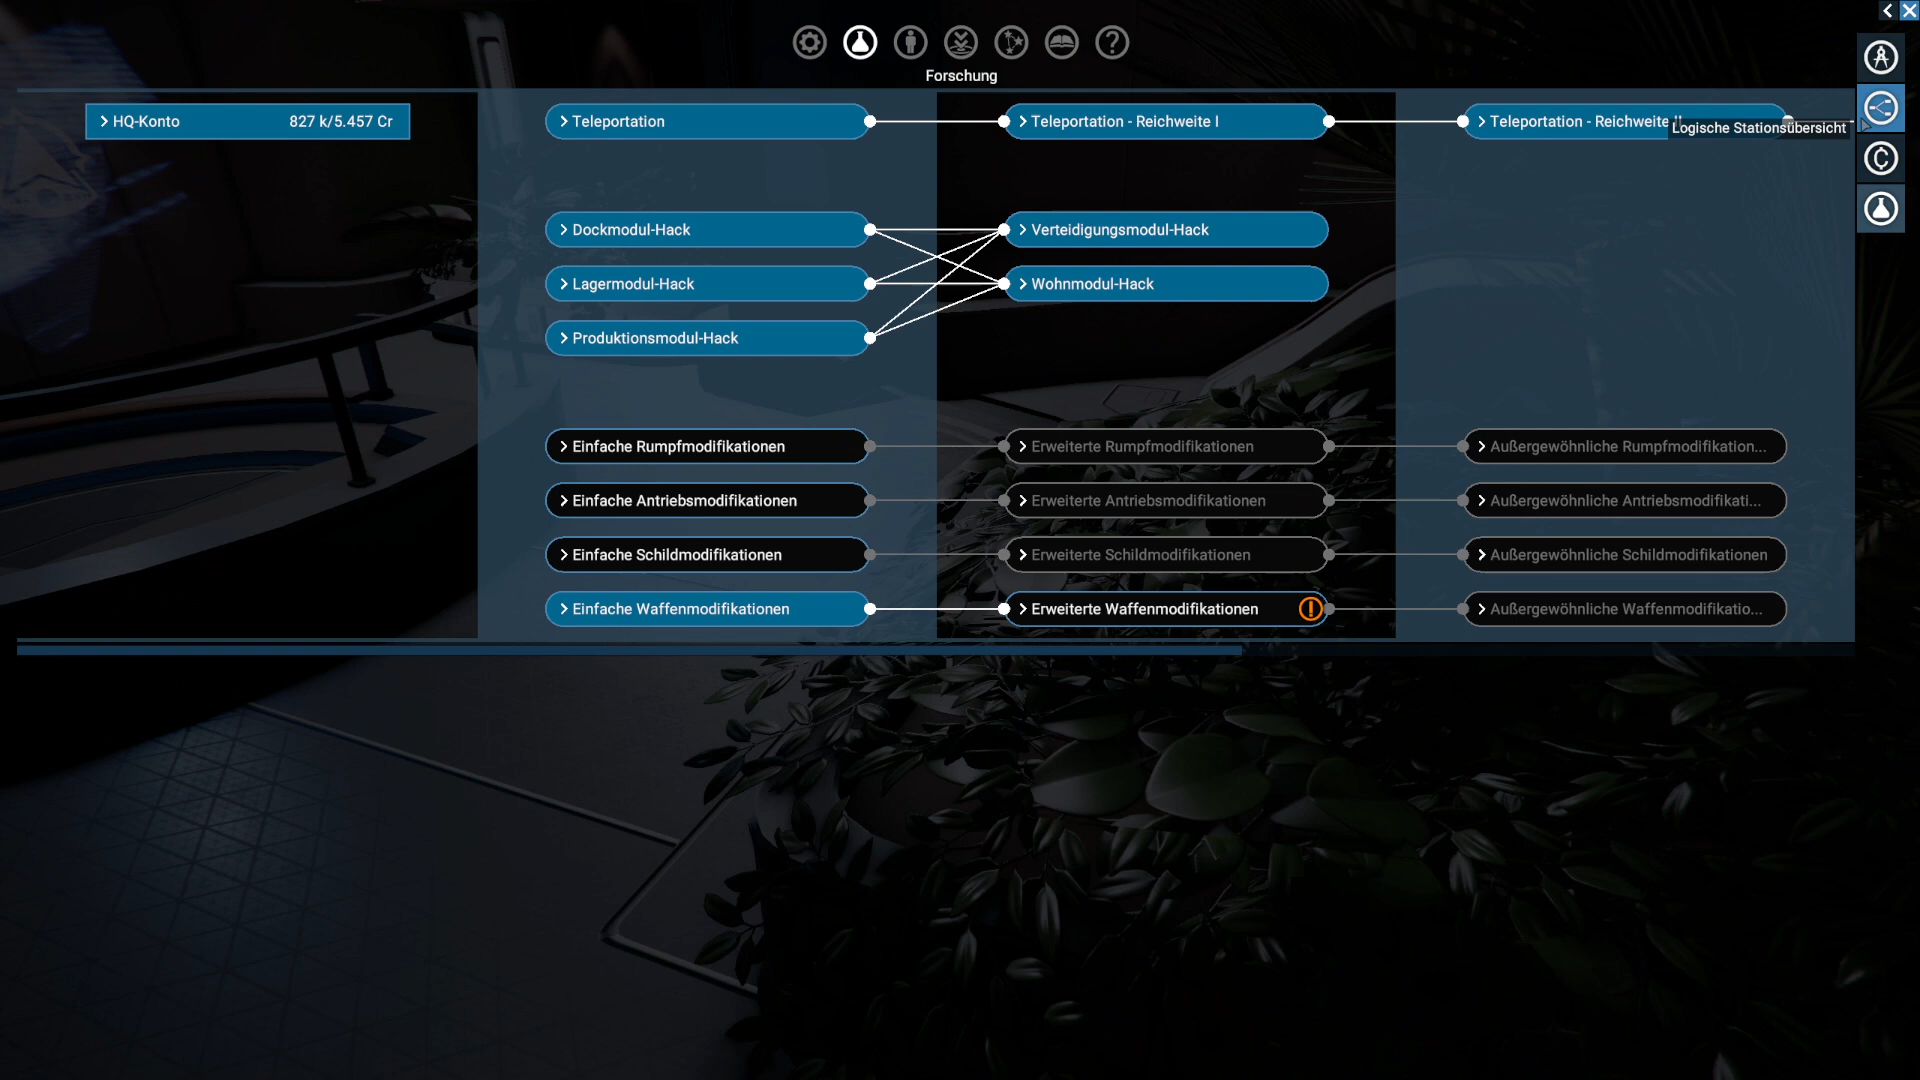 Forschung
HQ-Konto 827 k/5.457 Cr
Teleportation
Teleportation - Reichweite I
Teleportation - Reichweite
Logische Stationsübersicht
Dockmodul-Hack
Verteidigungsmodul-Hack
Lagermodul-Hack
Wohnmodul-Hack
Produktionsmodul-Hack
Einfache Rumpfmodifikationen
Erweiterte Rumpfmodifikationen
Außergewöhnliche Rumpfmodifikation...
Einfache Antriebsmodifikationen
Erweiterte Antriebsmodifikationen
Außergewöhnliche Antriebsmodifikati...
Einfache Schildmodifikationen
Erweiterte Schildmodifikationen
Außergewöhnliche Schildmodifikationen
Einfache Waffenmodifikationen
Erweiterte Waffenmodifikationen
Außergewöhnliche Waffenmodifikatio...